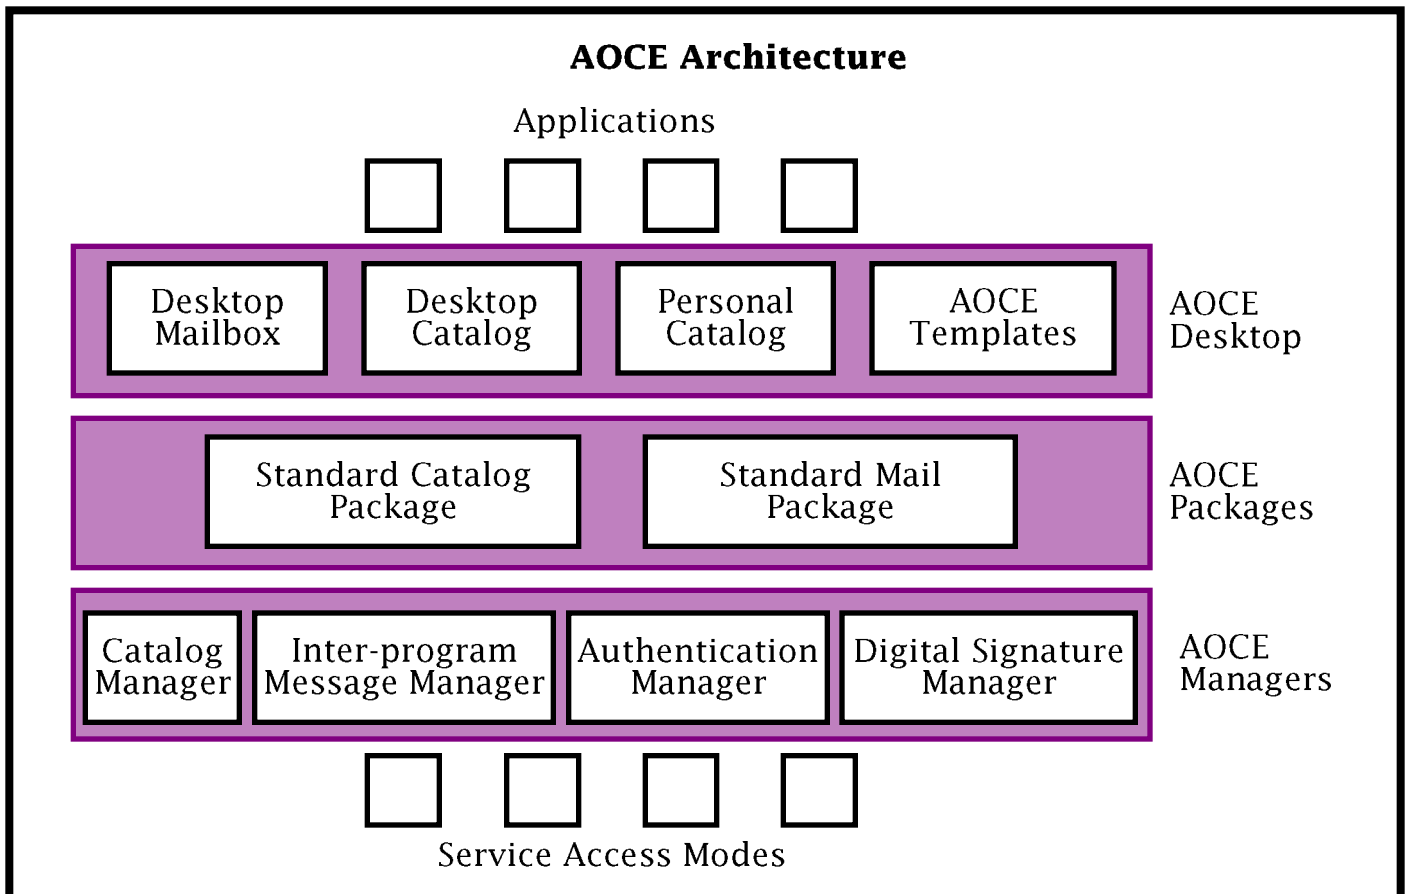 AOCE Architecture
Applications
Desktop
Mailbox
Desktop
Catalog
Personal
Catalog
AOCE
Templates
AOCE
Desktop
Standard Catalog
Package
Standard Mail
Package
AOCE
Packages
Catalog
Manager
Inter-program
Message Manager
Authentication
Manager
Digital Signature
Manager
AOCE
Managers
Service Access Modes